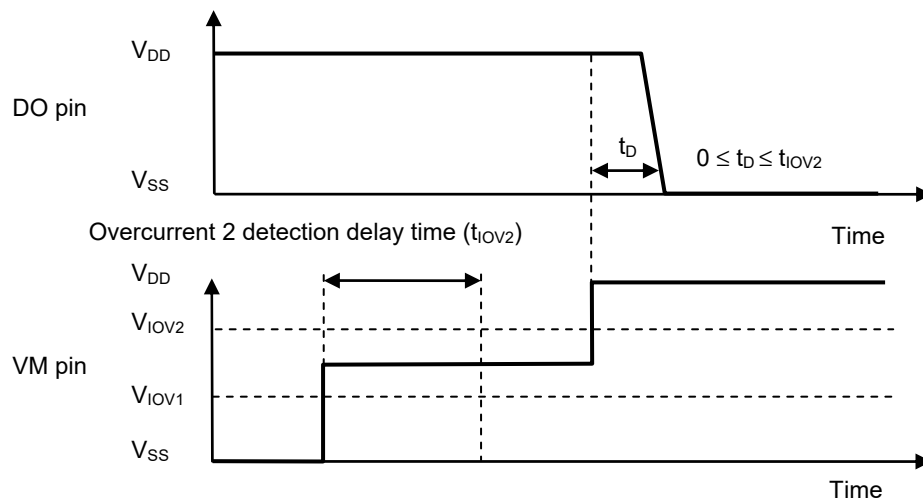 V_DD
DO pin
t_D
0 ≤ t_D ≤ t_IOV2
V_SS
Overcurrent 2 detection delay time (t_IOV2)
Time
V_DD
V_IOV2
VM pin
V_IOV1
V_SS
Time